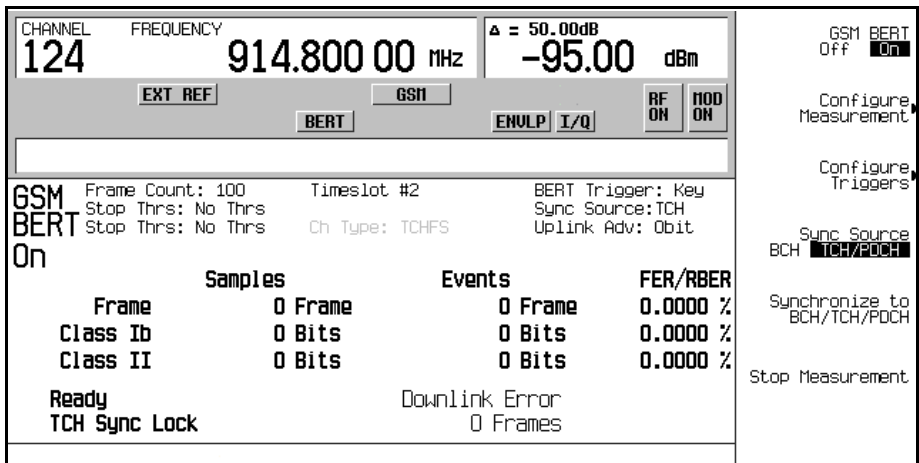 CHANNEL FREQUENCY Δ = 50.00dB
124 914.800 00 MHz -95.00 dBm
EXT REF GSM RF ON MOD ON
BERT ENVLP I/Q
GSM BERT On
Frame Count: 100 Timeslot #2 BERT Trigger: Key
Stop Thrs: No Thrs Sync Source:TCH
Stop Thrs: No Thrs Ch Type: TCHFS Uplink Adv: 0bit
Samples Events FER/RBER
Frame 0 Frame 0 Frame 0.0000 %
Class Ib 0 Bits 0 Bits 0.0000 %
Class II 0 Bits 0 Bits 0.0000 %
Ready Downlink Error
TCH Sync Lock 0 Frames
GSM BERT
Off On
Configure
Measurement
Configure
Triggers
Sync Source
BCH TCH/PDCH
Synchronize to
BCH/TCH/PDCH
Stop Measurement